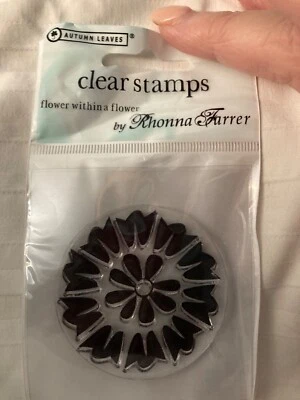 AUTUMN LEAVES®
clear stamps
flower within a flower
by Rhonna Farrer